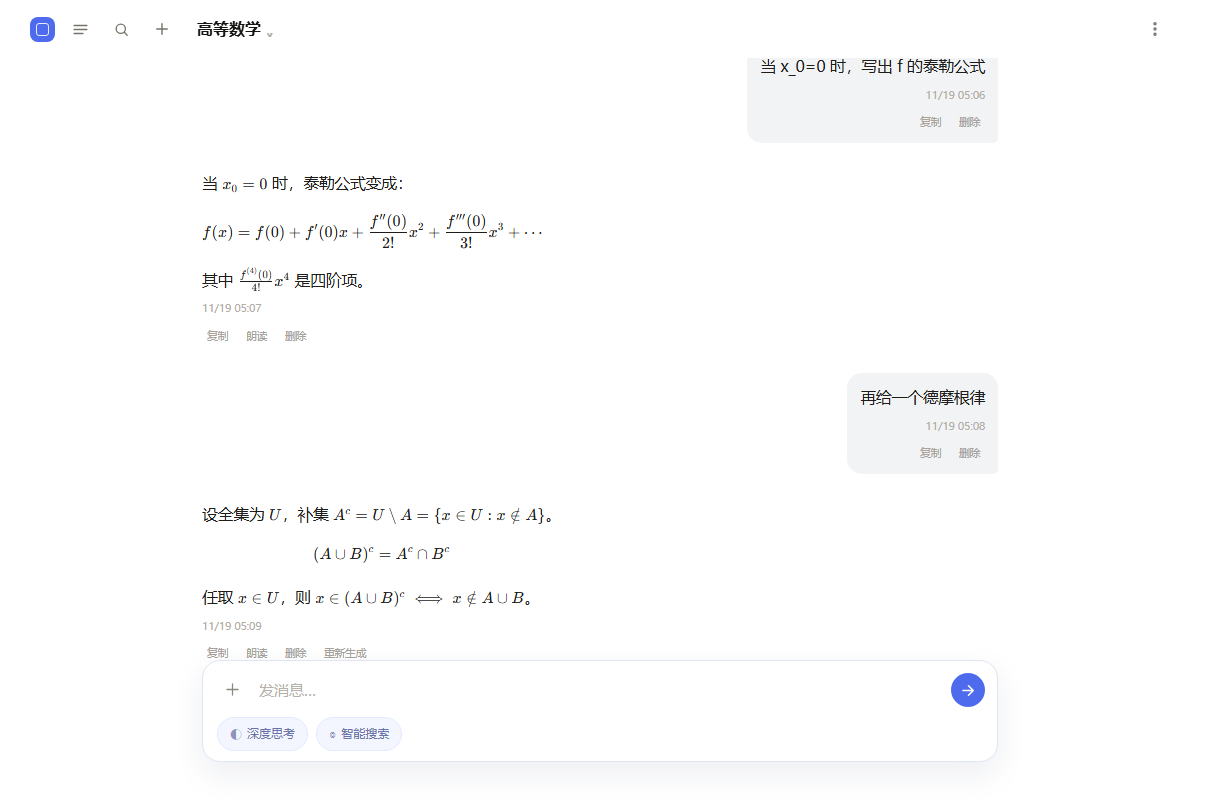 高等数学
当 x_0=0 时，写出 f 的泰勒公式
11/19 05:06
复制 删除
当 x₀ = 0 时，泰勒公式变成：
f(x) = f(0) + f′(0)x + \frac{f″(0)}{2!}x² + \frac{f‴(0)}{3!}x³ + ⋯
其中 \frac{f^{(4)}(0)}{4!}x⁴ 是四阶项。
11/19 05:07
复制 朗读 删除
再给一个德摩根律
11/19 05:08
复制 删除
设全集为 U，补集 Aᶜ = U \ A = {x ∈ U : x ∉ A}。
(A ∪ B)ᶜ = Aᶜ ∩ Bᶜ
任取 x ∈ U，则 x ∈ (A ∪ B)ᶜ ⟺ x ∉ A ∪ B。
11/19 05:09
复制 朗读 删除 重新生成
发消息...
深度思考 智能搜索